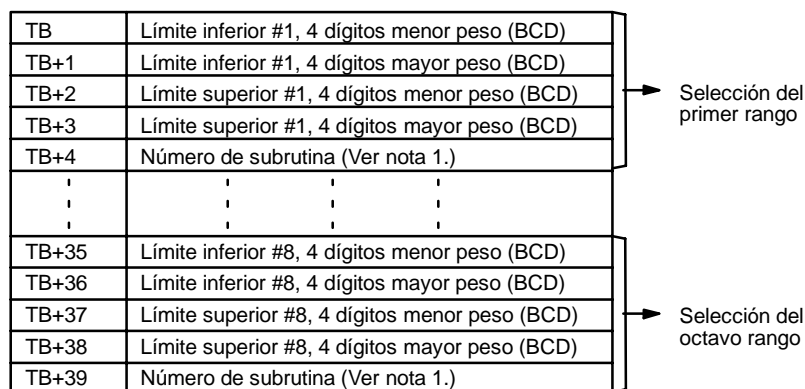 TB Límite inferior #1, 4 dígitos menor peso (BCD)
TB+1 Límite inferior #1, 4 dígitos mayor peso (BCD)
TB+2 Límite superior #1, 4 dígitos menor peso (BCD)
TB+3 Límite superior #1, 4 dígitos mayor peso (BCD)
TB+4 Número de subrutina (Ver nota 1.)
Selección del
primer rango
TB+35 Límite inferior #8, 4 dígitos menor peso (BCD)
TB+36 Límite inferior #8, 4 dígitos mayor peso (BCD)
TB+37 Límite superior #8, 4 dígitos menor peso (BCD)
TB+38 Límite superior #8, 4 dígitos mayor peso (BCD)
TB+39 Número de subrutina (Ver nota 1.)
Selección del
octavo rango